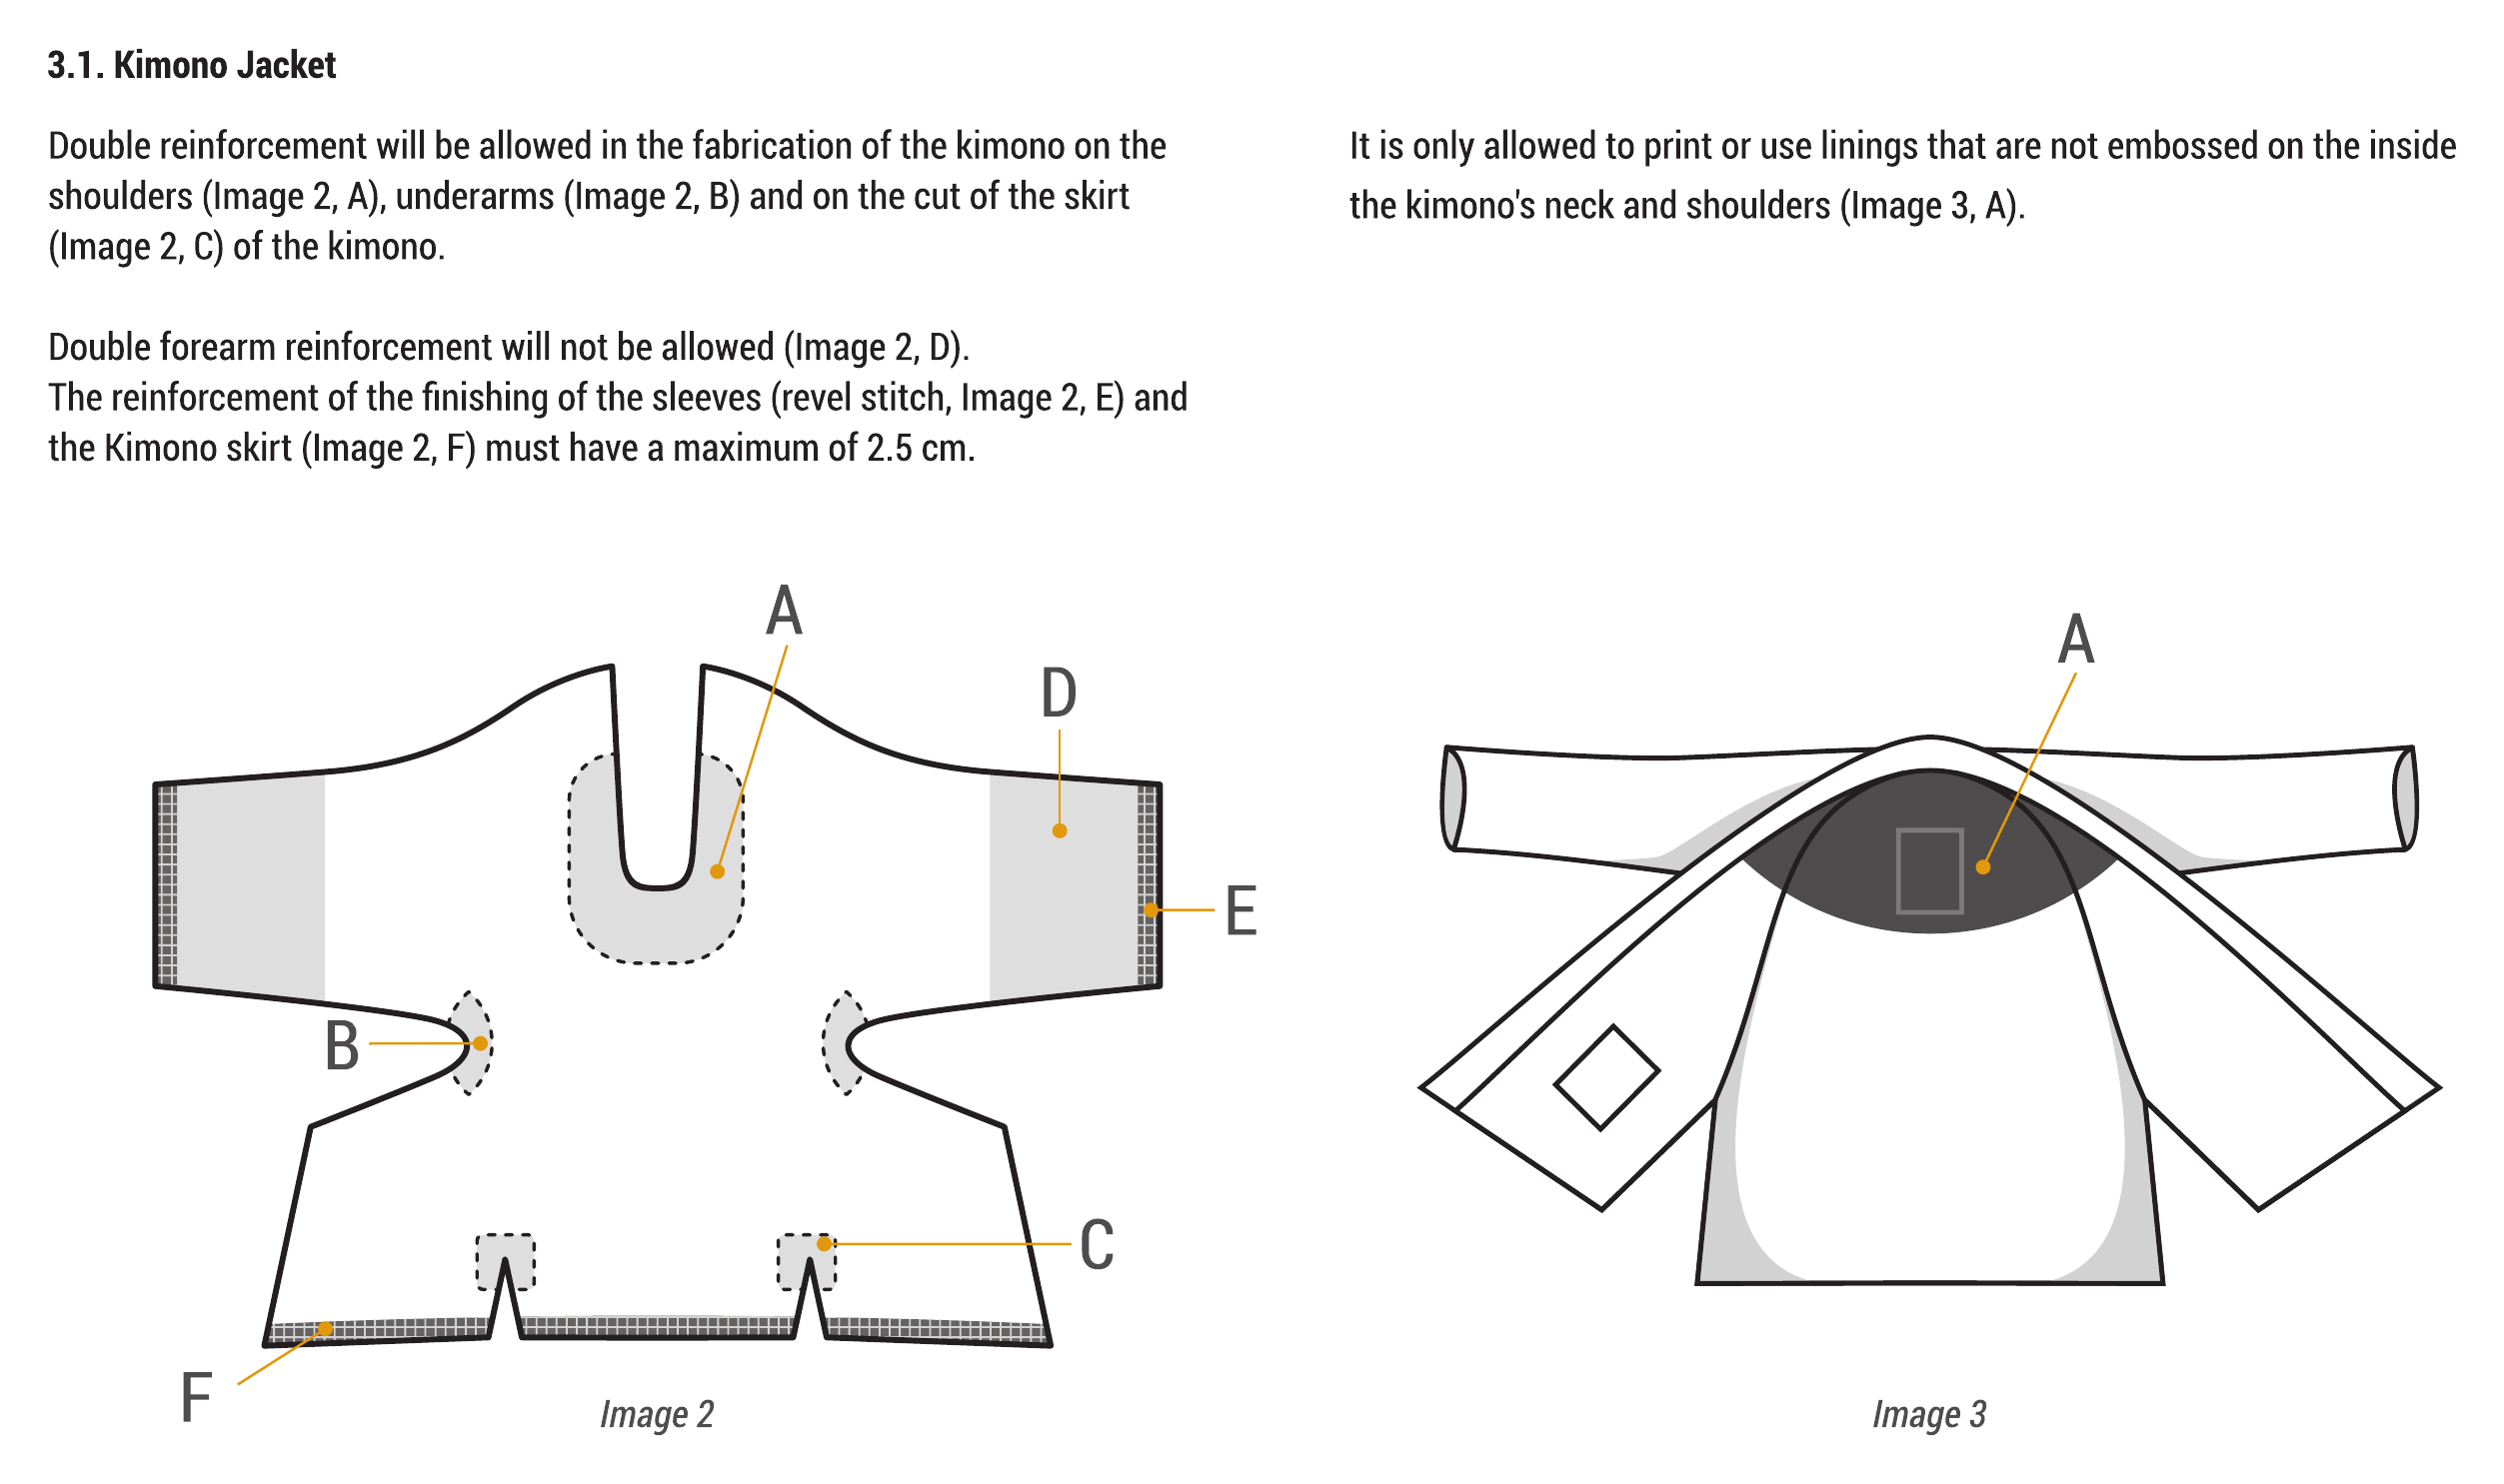 3.1. Kimono Jacket
Double reinforcement will be allowed in the fabrication of the kimono on the
shoulders (Image 2, A), underarms (Image 2, B) and on the cut of the skirt
(Image 2, C) of the kimono.
Double forearm reinforcement will not be allowed (Image 2, D).
The reinforcement of the finishing of the sleeves (revel stitch, Image 2, E) and
the Kimono skirt (Image 2, F) must have a maximum of 2.5 cm.
It is only allowed to print or use linings that are not embossed on the inside
the kimono's neck and shoulders (Image 3, A).
A
D
E
B
C
F
Image 2
A
Image 3